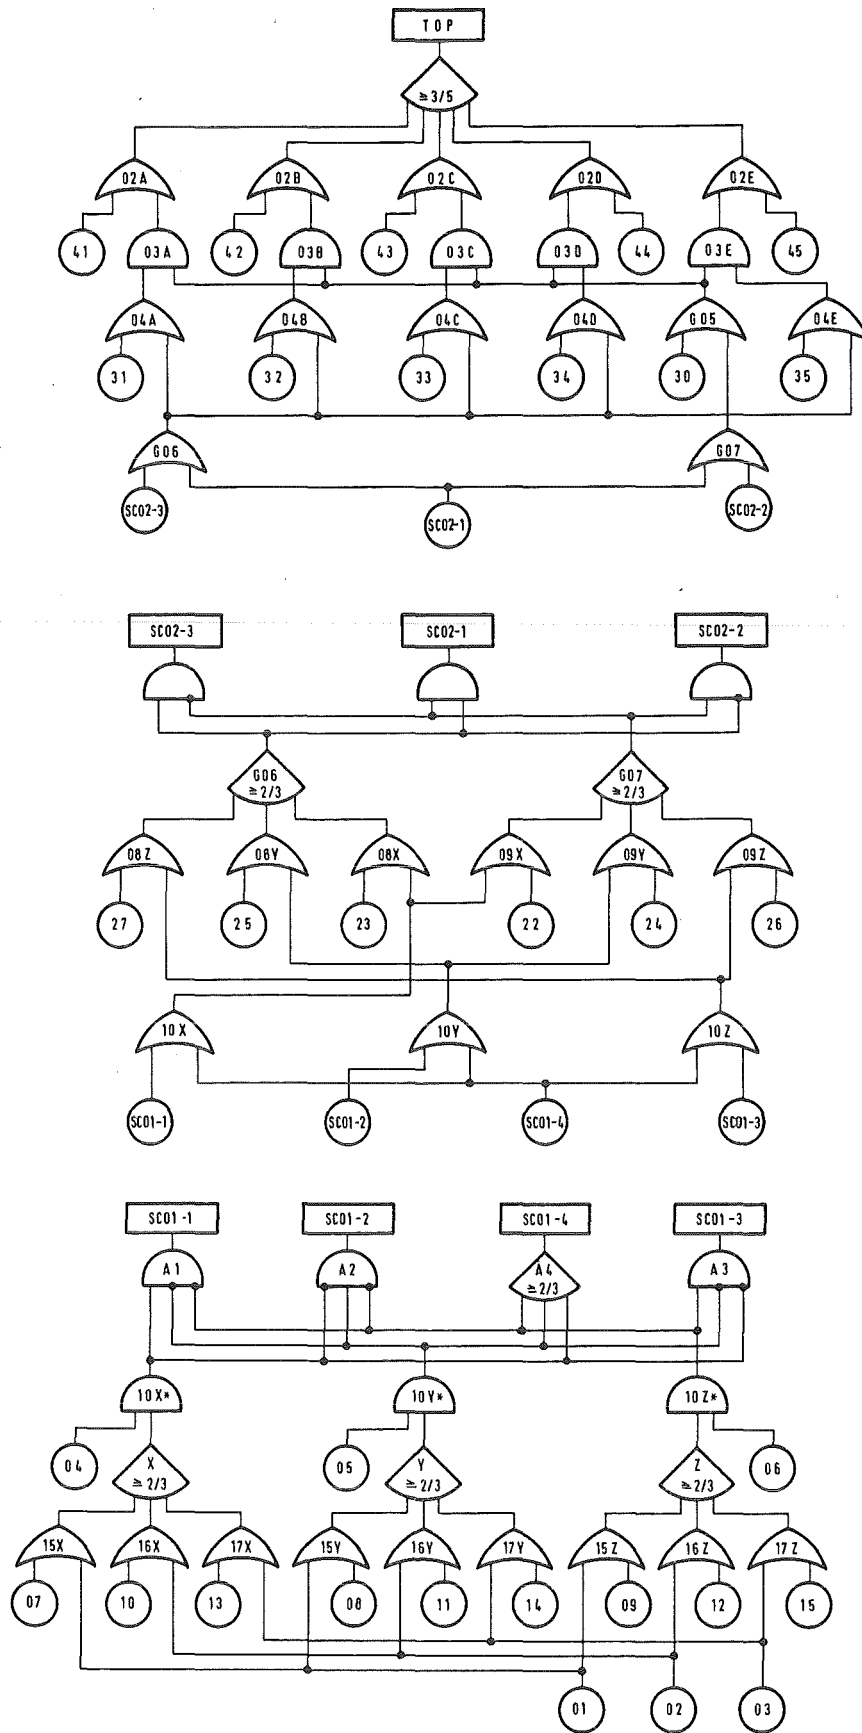 TOP
≥3/5
02A 02B 02C 02D 02E
41 03A 42 03B 43 03C 03D 44 03E 45
04A 04B 04C 04D G05 04E
31 32 33 34 30 35
G06 G07
SC02-3 SC02-1 SC02-2
SC02-3 SC02-1 SC02-2
G06 G07
≥2/3 ≥2/3
08Z 08Y 08X 09X 09Y 09Z
27 25 23 22 24 26
10X 10Y 10Z
SC01-1 SC01-2 SC01-4 SC01-3
SC01-1 SC01-2 SC01-4 SC01-3
A1 A2 A4 A3
≥2/3
10X* 10Y* 10Z*
04 05 06
X Y Z
≥2/3 ≥2/3 ≥2/3
15X 16X 17X 15Y 16Y 17Y 15Z 16Z 17Z
07 10 13 08 11 14 09 12 15
01 02 03